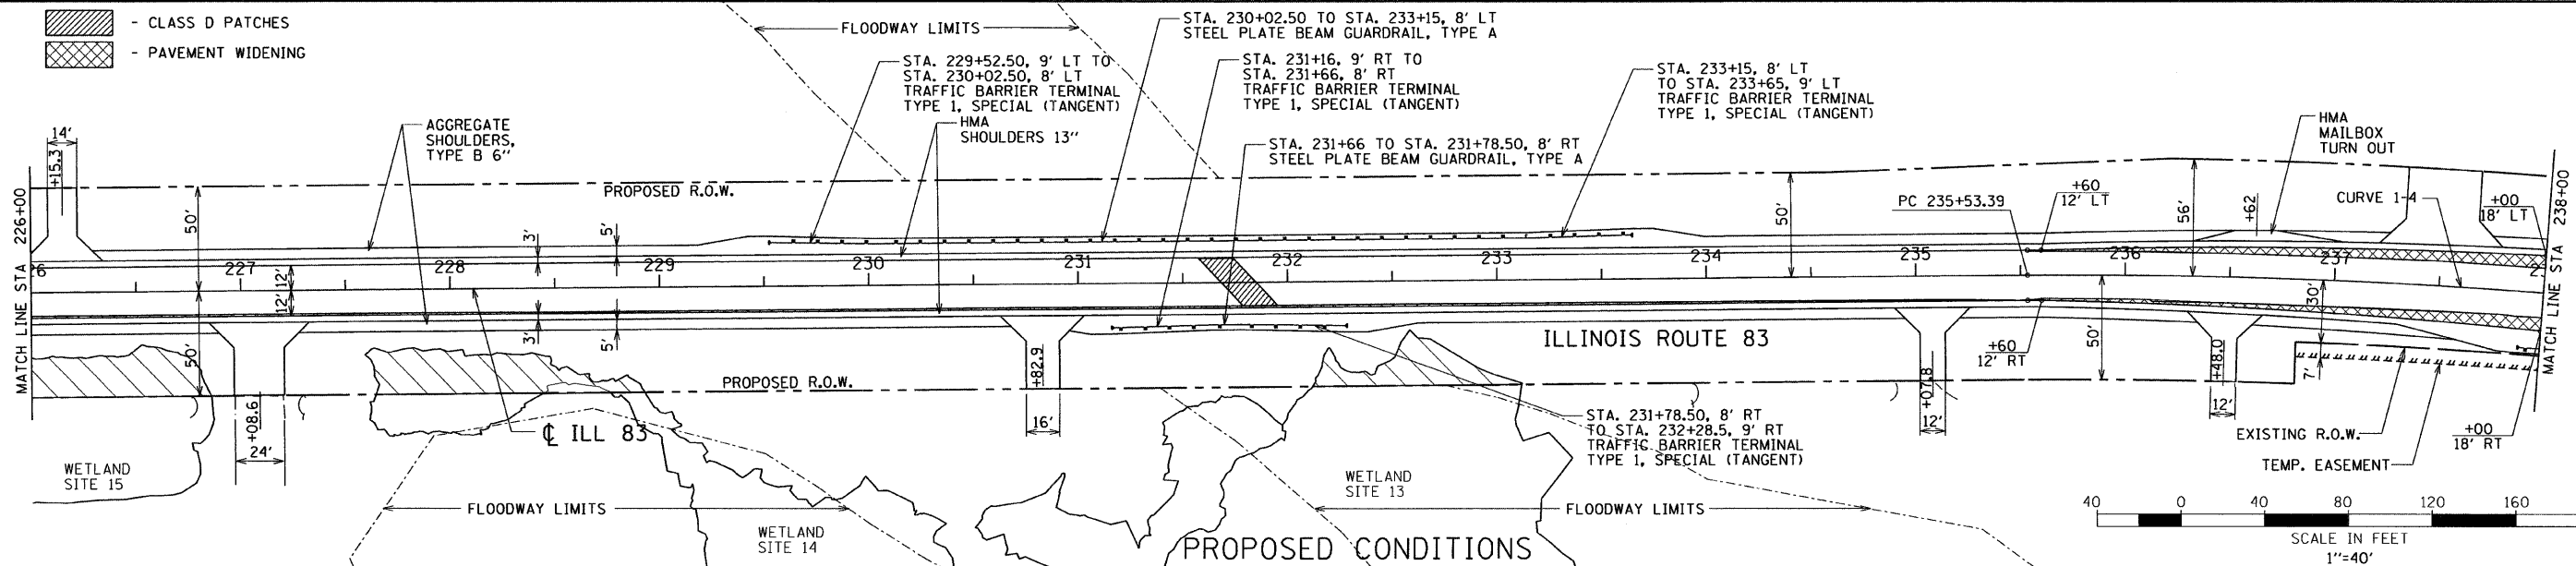 - CLASS D PATCHES
- PAVEMENT WIDENING
FLOODWAY LIMITS
STA. 230+02.50 TO STA. 233+15, 8' LT
STEEL PLATE BEAM GUARDRAIL, TYPE A
STA. 229+52.50, 9' LT TO
STA. 230+02.50, 8' LT
TRAFFIC BARRIER TERMINAL
TYPE 1, SPECIAL (TANGENT)
STA. 231+16, 9' RT TO
STA. 231+66, 8' RT
TRAFFIC BARRIER TERMINAL
TYPE 1, SPECIAL (TANGENT)
STA. 233+15, 8' LT
TO STA. 233+65, 9' LT
TRAFFIC BARRIER TERMINAL
TYPE 1, SPECIAL (TANGENT)
AGGREGATE
SHOULDERS,
TYPE B 6"
HMA
SHOULDERS 13"
STA. 231+66 TO STA. 231+78.50, 8' RT
STEEL PLATE BEAM GUARDRAIL, TYPE A
HMA
MAILBOX
TURN OUT
14'
+15.3
PROPOSED R.O.W.
50'
50'
56'
+62
PC 235+53.39
+60
12' LT
CURVE 1-4
+00
18' LT
MATCH LINE STA 226+00
MATCH LINE STA 238+00
3'
5'
26
227
228
229
230
231
232
233
234
235
236
237
23
12'
12'
3'
5'
50'
50'
30'
7'
ILLINOIS ROUTE 83
+60
12' RT
PROPOSED R.O.W.
+08.6
24'
+82.9
16'
+07.8
12'
+48.0
12'
℄ ILL 83
STA. 231+78.50, 8' RT
TO STA. 232+28.5, 9' RT
TRAFFIC BARRIER TERMINAL
TYPE 1, SPECIAL (TANGENT)
EXISTING R.O.W.
+00
18' RT
TEMP. EASEMENT
WETLAND
SITE 15
FLOODWAY LIMITS
WETLAND
SITE 14
WETLAND
SITE 13
FLOODWAY LIMITS
PROPOSED CONDITIONS
40 0 40 80 120 160
SCALE IN FEET
1"=40'